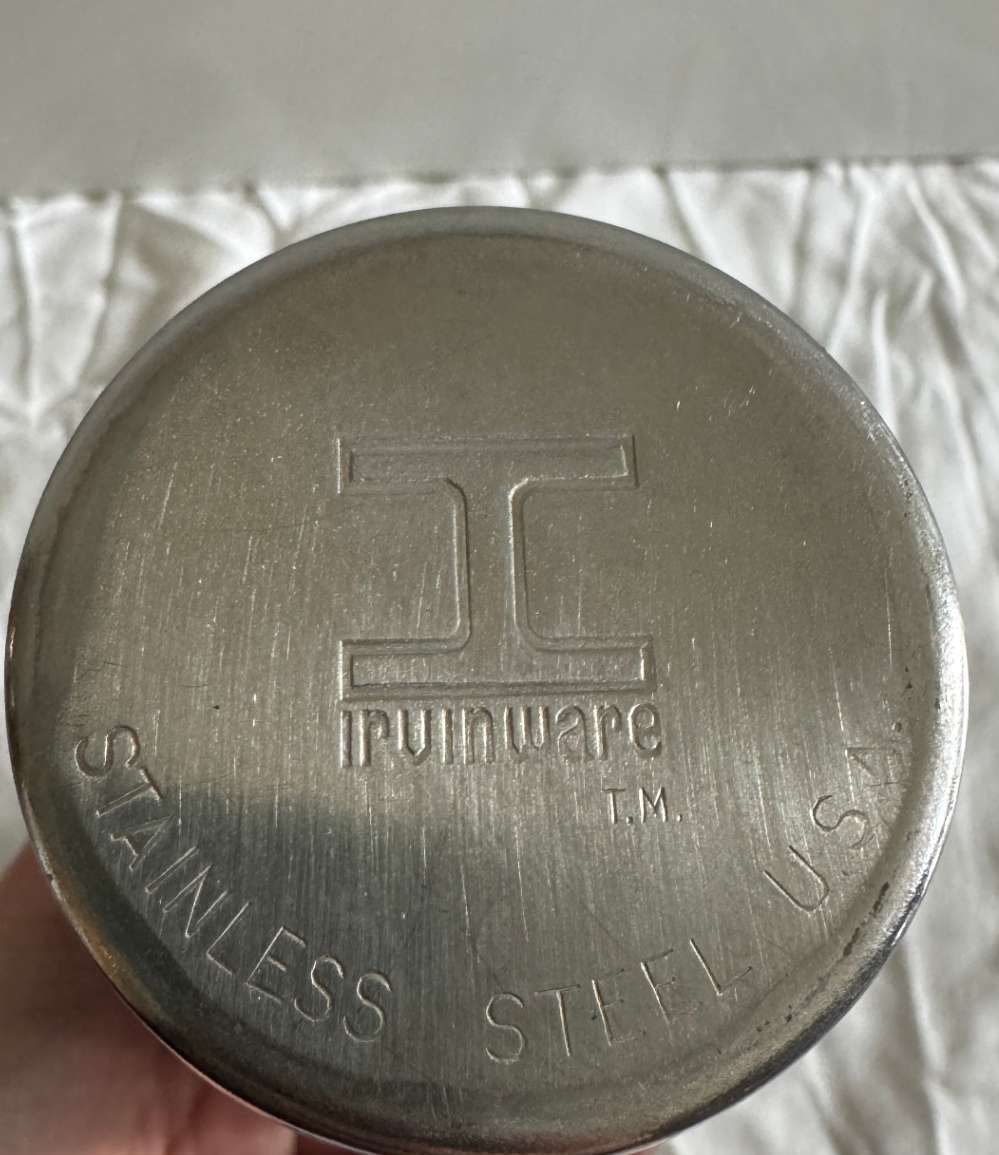 I
Irvinware
T.M.
STAINLESS STEEL U.S.A.